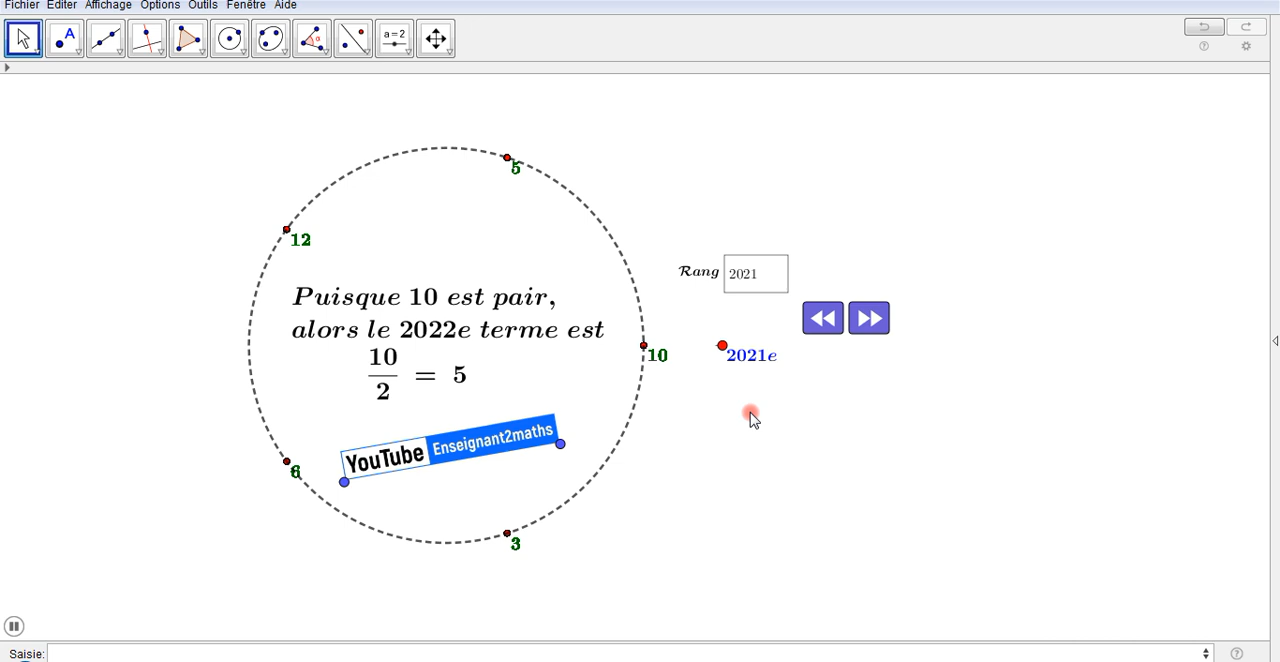 Fichier Editer Affichage Options Outils Fenêtre Aide
A
α
a=2
5
12
Rang 2021
Puisque 10 est pair,
alors le 2022e terme est
10
2
= 5
10
2021e
YouTube Enseignant2maths
6
3
Saisie: